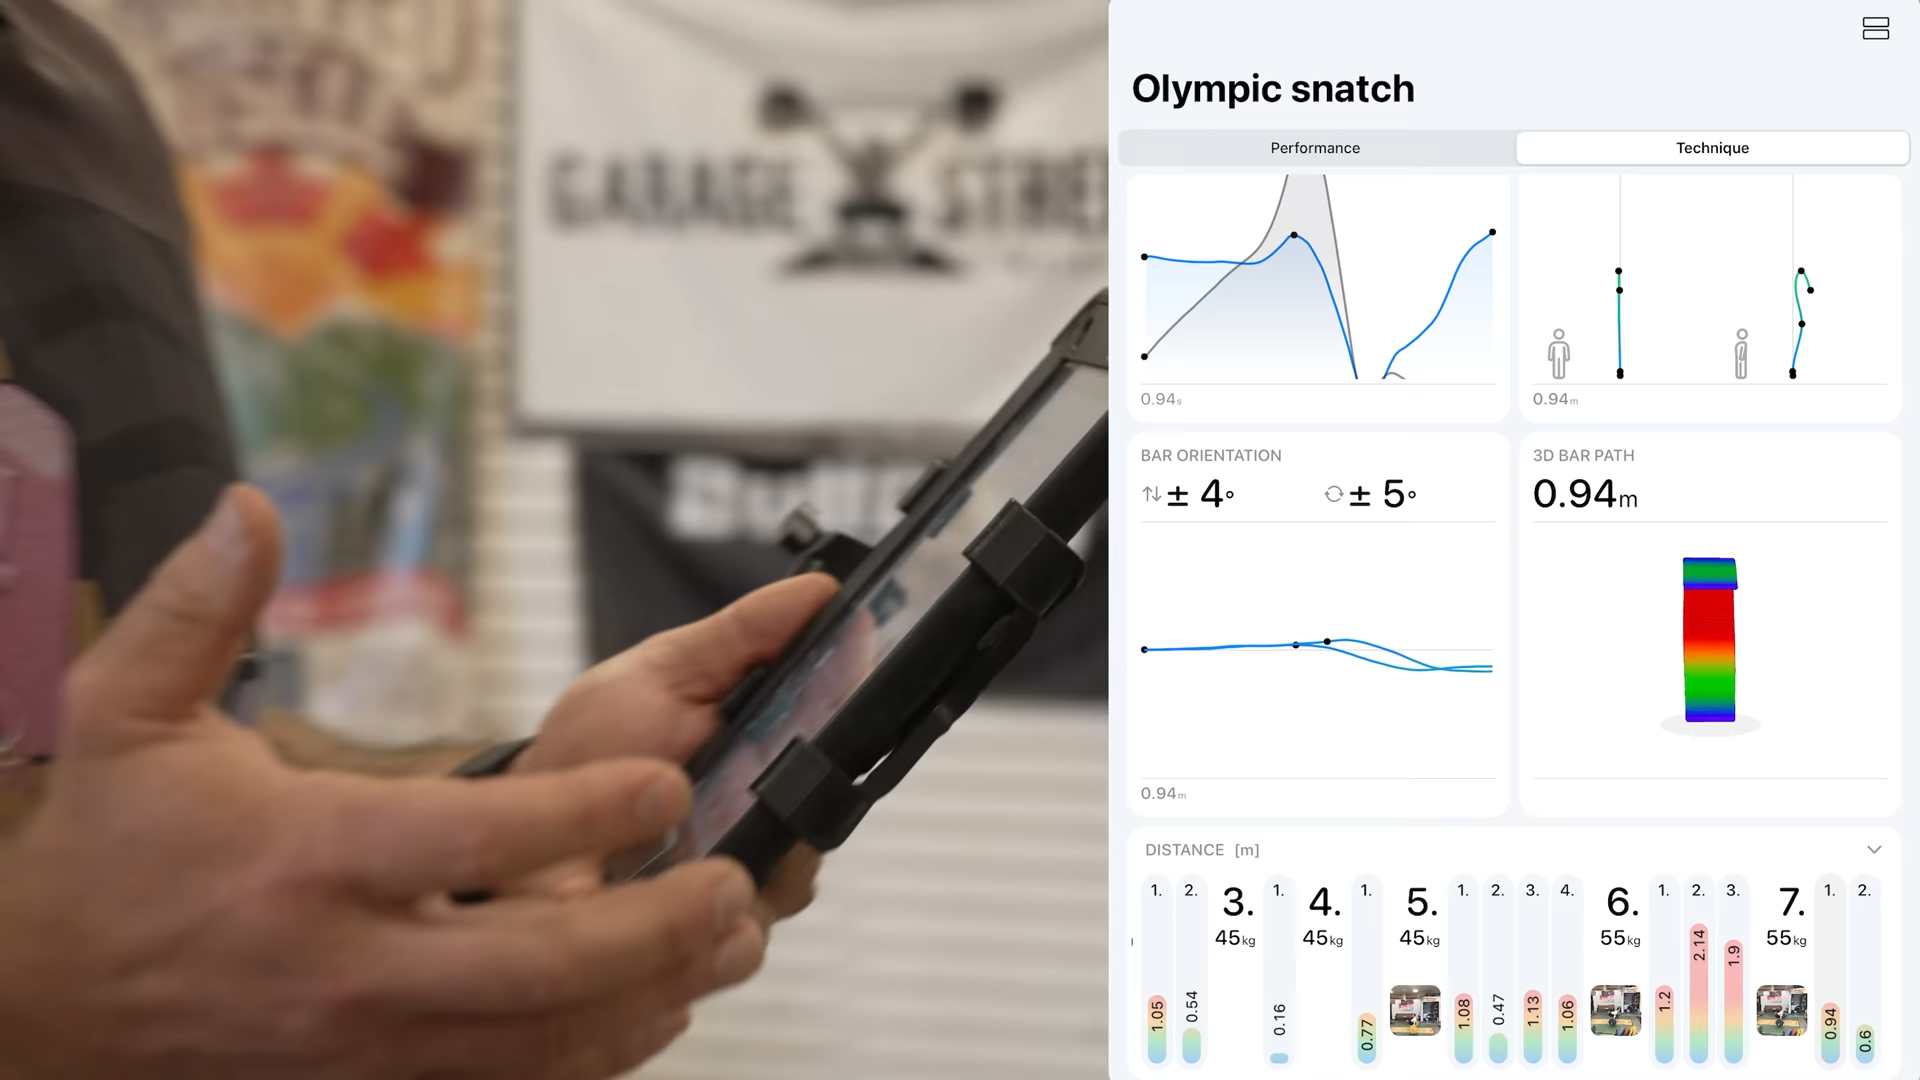 GARAGE STRE
Olympic snatch
Performance
Technique
0.94s
0.94m
BAR ORIENTATION
± 4°
± 5°
0.94m
3D BAR PATH
0.94m
DISTANCE [m]
1.
1.05
2.
0.54
3.
45kg
1.
0.16
4.
45kg
1.
0.77
5.
45kg
1.
1.08
2.
0.47
3.
1.13
4.
1.06
6.
55kg
1.
1.2
2.
2.14
3.
1.9
7.
55kg
1.
0.94
2.
0.6